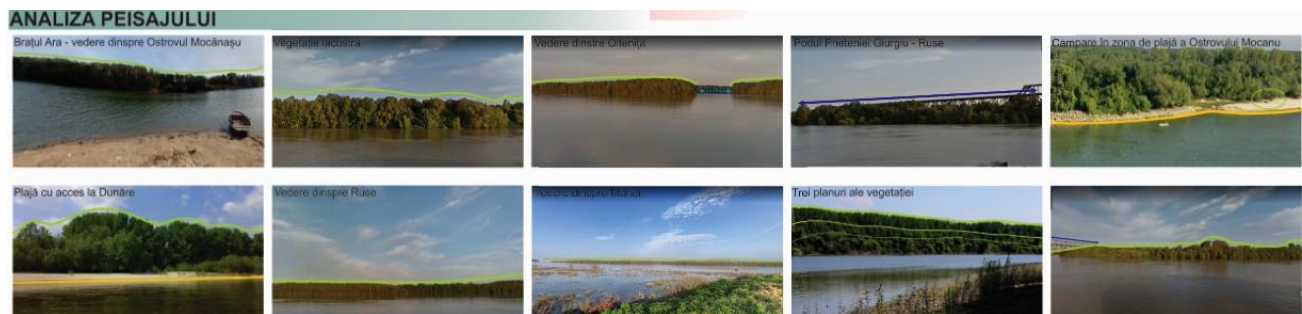 ANALIZA PEISAJULUI
Brațul Ara - vedere dinspre Ostrovul Mocănașu
Vegetație lacustră
Vedere dinspre Oltenița
Podul Prieteniei Giurgiu - Ruse
Campare în zona de plajă a Ostrovului Mocanu
Plajă cu acces la Dunăre
Vedere dinspre Ruse
dinspre
Trei planuri ale vegetației